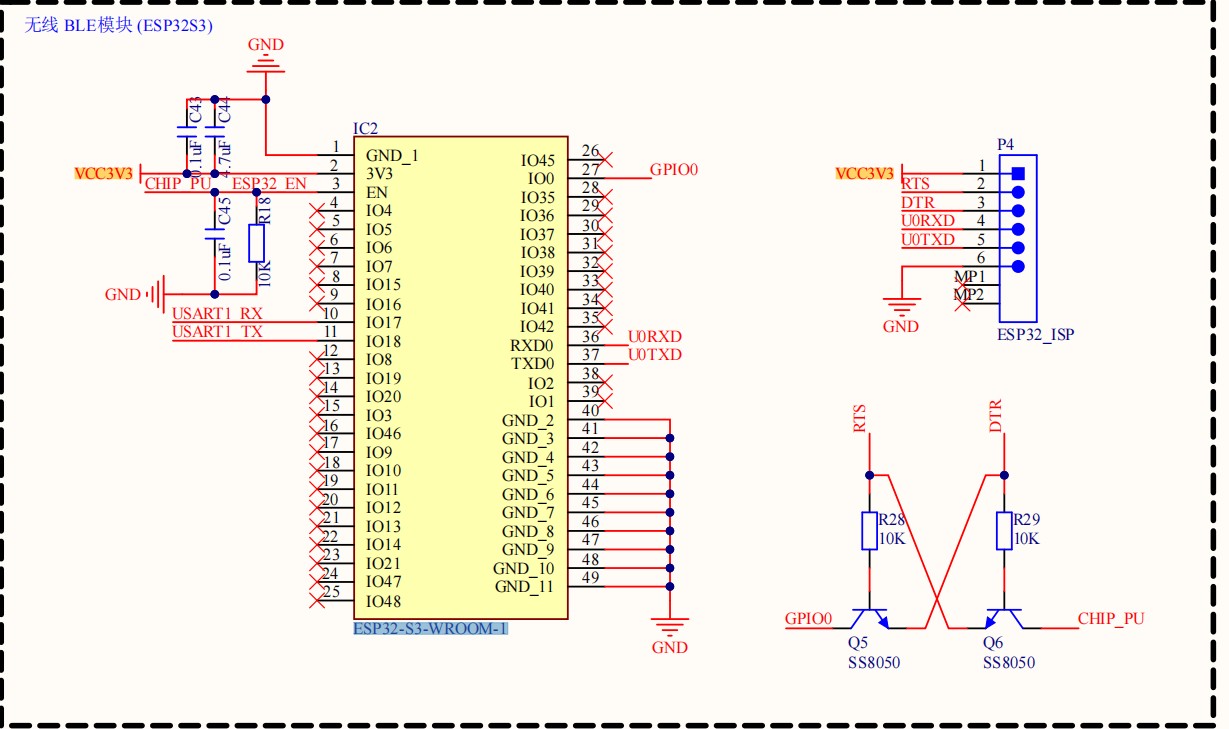 无线 BLE模块 (ESP32S3)
GND
C43
0.1uF
C44
4.7uF
VCC3V3
CHIP_PU
ESP32_EN
C45
0.1uF
R18
10K
GND
USART1_RX
USART1_TX
IC2
1 GND_1
2 3V3
3 EN
4 IO4
5 IO5
6 IO6
7 IO7
8 IO15
9 IO16
10 IO17
11 IO18
12 IO8
13 IO19
14 IO20
15 IO3
16 IO46
17 IO9
18 IO10
19 IO11
20 IO12
21 IO13
22 IO14
23 IO21
24 IO47
25 IO48
IO45 26
IO0 27 GPIO0
IO35 28
IO36 29
IO37 30
IO38 31
IO39 32
IO40 33
IO41 34
IO42 35
RXD0 36 U0RXD
TXD0 37 U0TXD
IO2 38
IO1 39
GND_2 40
GND_3 41
GND_4 42
GND_5 43
GND_6 44
GND_7 45
GND_8 46
GND_9 47
GND_10 48
GND_11 49
GND
ESP32-S3-WROOM-1
P4
VCC3V3 1
RTS 2
DTR 3
U0RXD 4
U0TXD 5
6
MP1
MP2
GND
ESP32_ISP
RTS
DTR
R28
10K
R29
10K
GPIO0
CHIP_PU
Q5
SS8050
Q6
SS8050